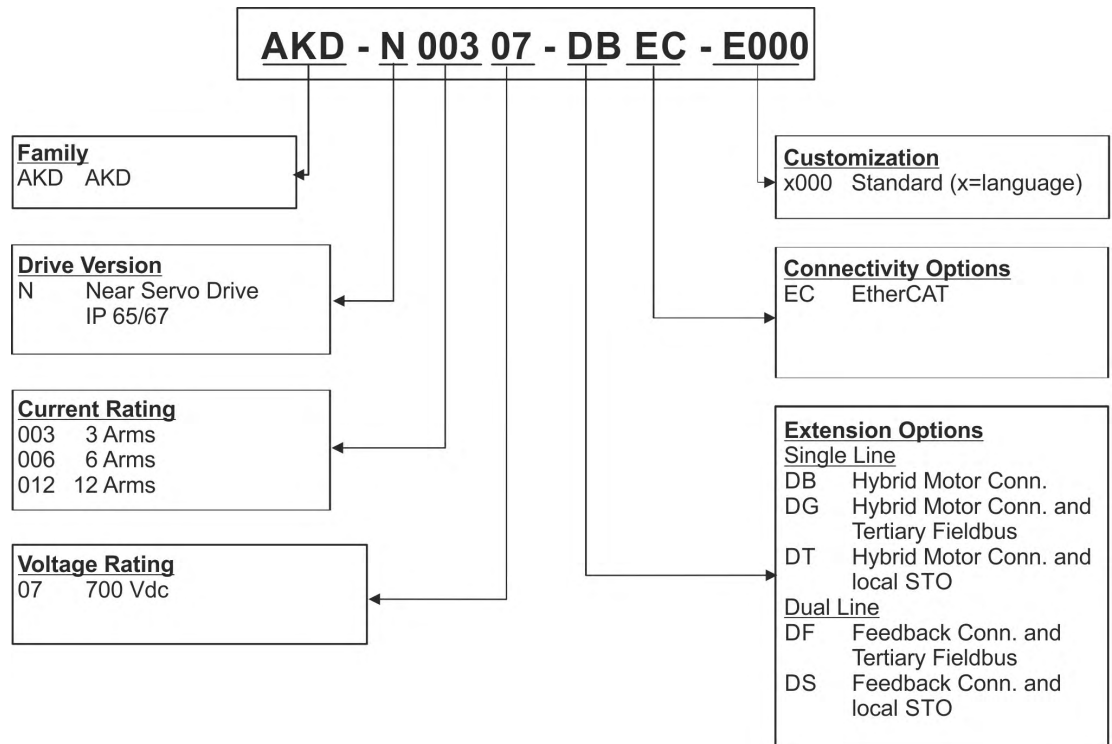 AKD - N 003 07 - DB EC - E000
Family
AKD AKD
Drive Version
N Near Servo Drive
IP 65/67
Current Rating
003 3 Arms
006 6 Arms
012 12 Arms
Voltage Rating
07 700 Vdc
Customization
x000 Standard (x=language)
Connectivity Options
EC EtherCAT
Extension Options
Single Line
DB Hybrid Motor Conn.
DG Hybrid Motor Conn. and
Tertiary Fieldbus
DT Hybrid Motor Conn. and
local STO
Dual Line
DF Feedback Conn. and
Tertiary Fieldbus
DS Feedback Conn. and
local STO